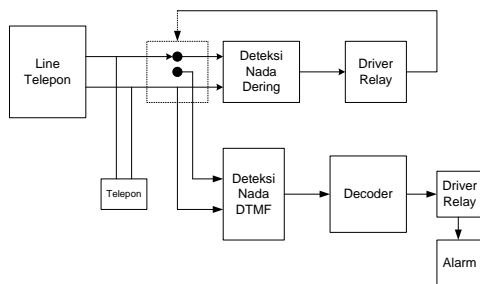 Line
Telepon
Deteksi
Nada
Dering
Driver
Relay
Telepon
Deteksi
Nada
DTMF
Decoder
Driver
Relay
Alarm